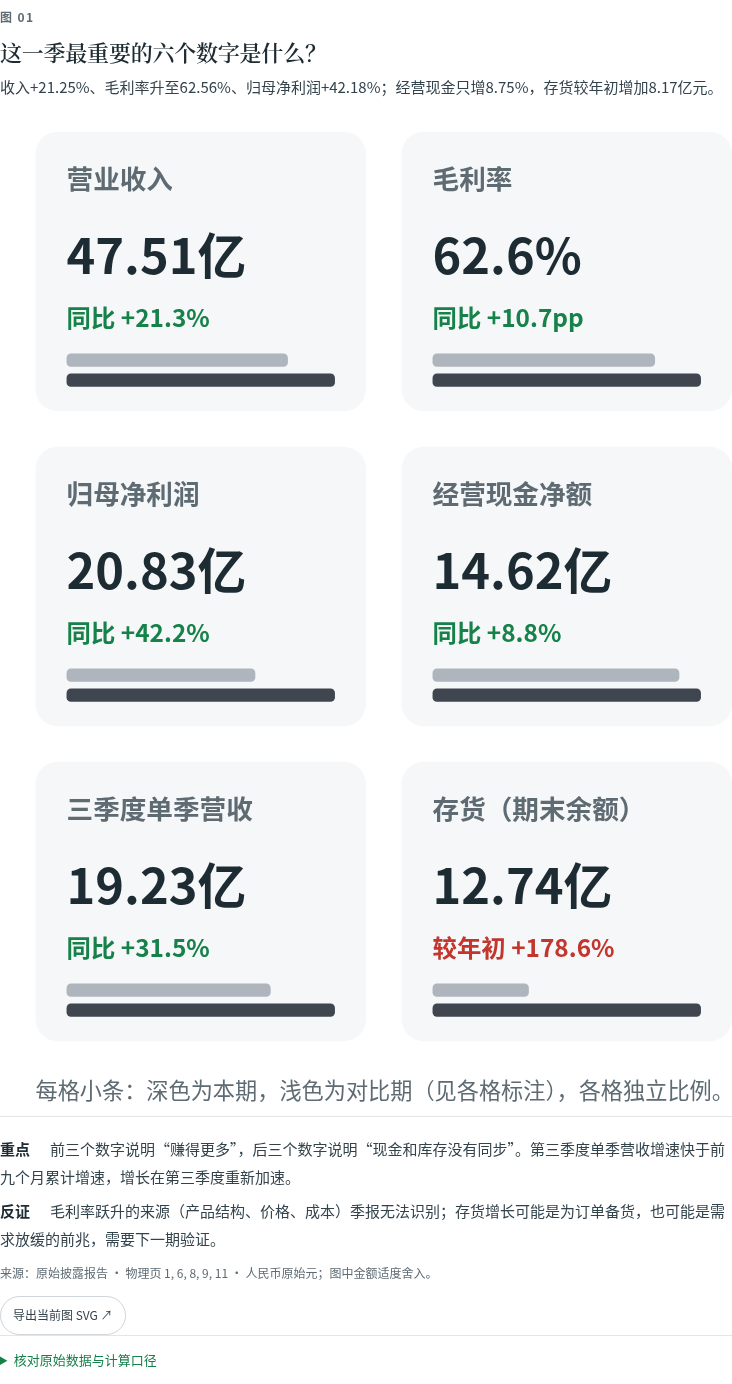 图 01
这一季最重要的六个数字是什么？
收入+21.25%、毛利率升至62.56%、归母净利润+42.18%；经营现金只增8.75%，存货较年初增加8.17亿元。
营业收入
47.51亿
同比 +21.3%
毛利率
62.6%
同比 +10.7pp
归母净利润
20.83亿
同比 +42.2%
经营现金净额
14.62亿
同比 +8.8%
三季度单季营收
19.23亿
同比 +31.5%
存货（期末余额）
12.74亿
较年初 +178.6%
每格小条：深色为本期，浅色为对比期（见各格标注），各格独立比例。
重点 前三个数字说明“赚得更多”，后三个数字说明“现金和库存没有同步”。第三季度单季营收增速快于前
九个月累计增速，增长在第三季度重新加速。
反证 毛利率跃升的来源（产品结构、价格、成本）季报无法识别；存货增长可能是为订单备货，也可能是需
求放缓的前兆，需要下一期验证。
来源：原始披露报告 · 物理页 1, 6, 8, 9, 11 · 人民币原始元；图中金额适度舍入。
导出当前图 SVG ↗
▶ 核对原始数据与计算口径